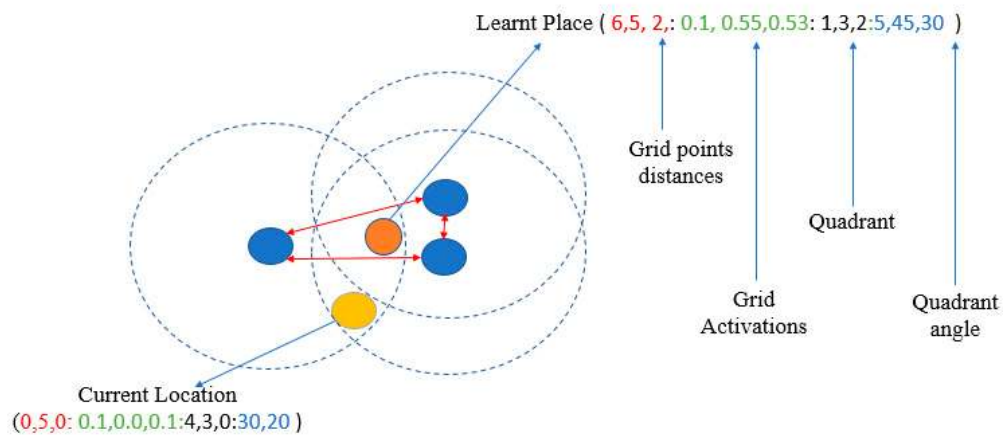 Learnt Place ( 6,5, 2,: 0.1, 0.55,0.53: 1,3,2:5,45,30 )
Grid points
distances
Quadrant
Grid
Activations
Quadrant
angle
Current Location
(0,5,0: 0.1,0.0,0.1:4,3,0:30,20 )